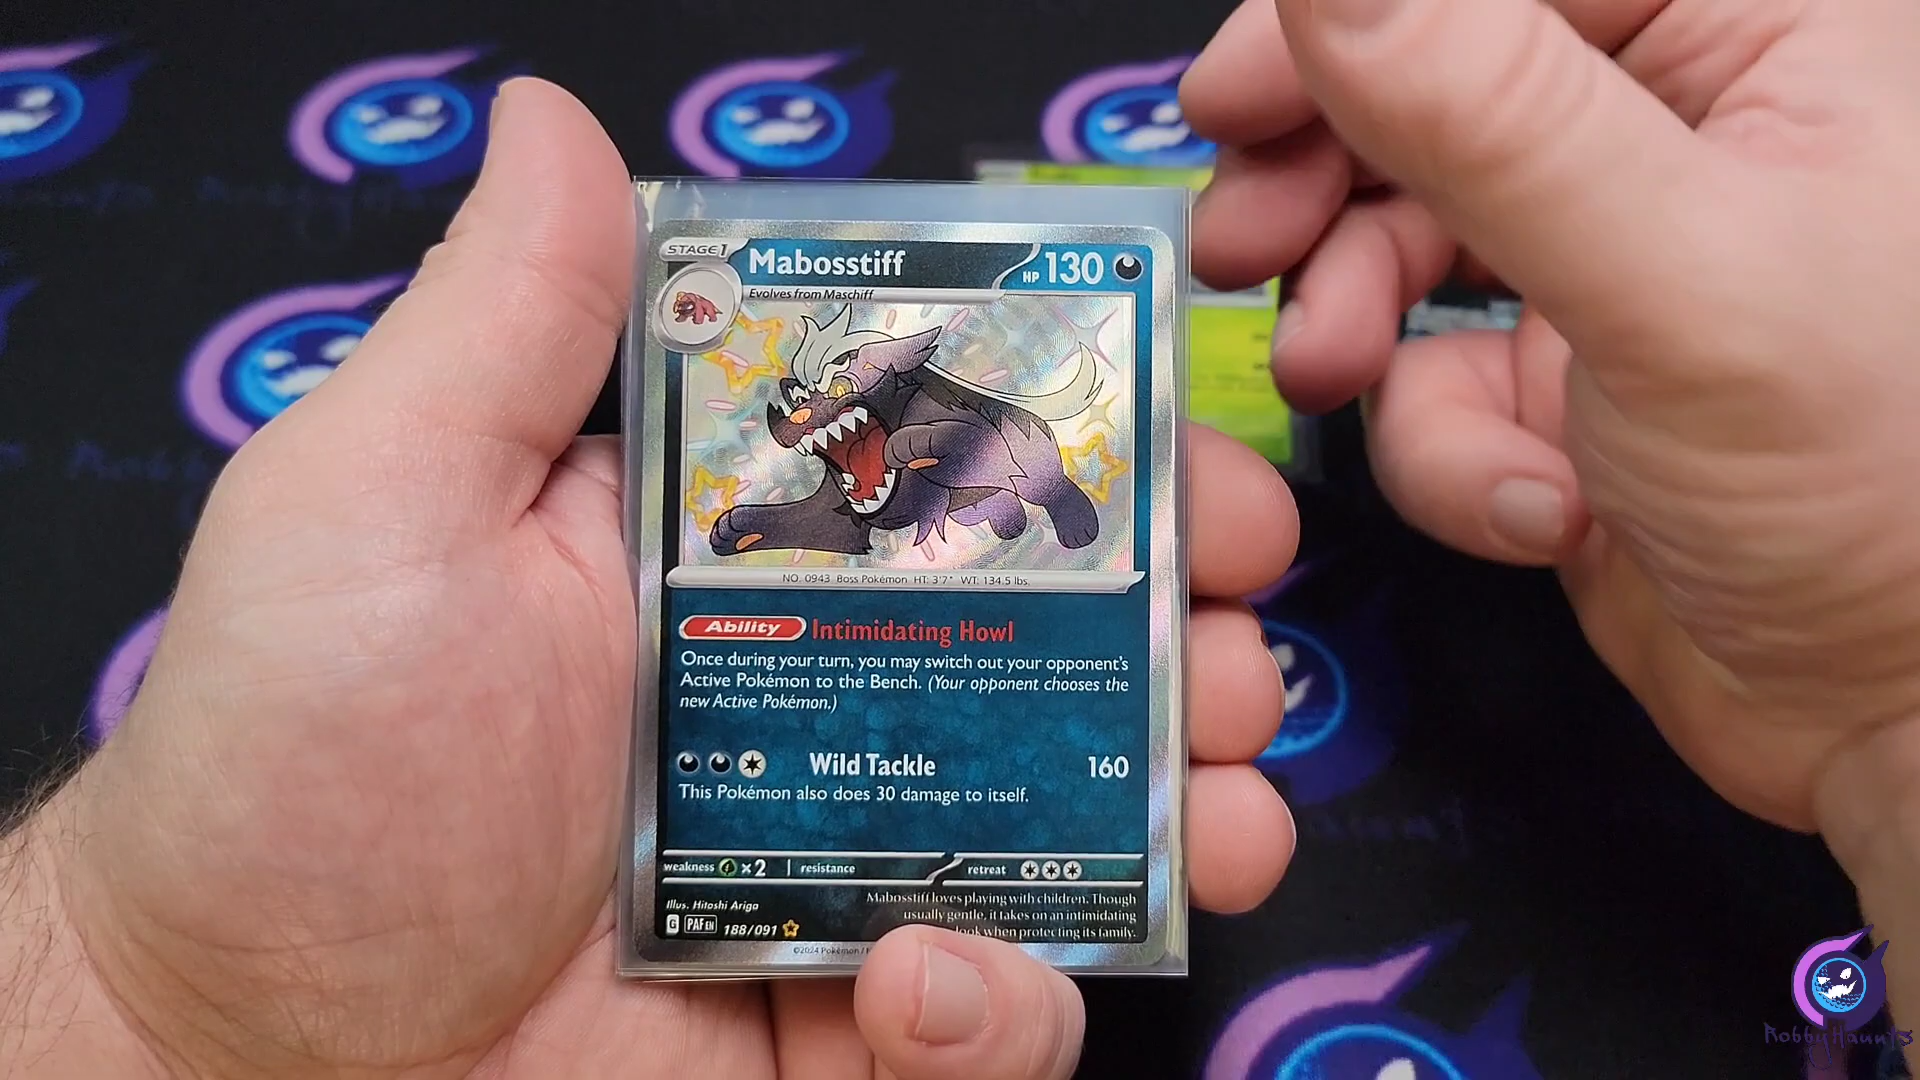 STAGE 1
Mabosstiff
HP 130
Evolves from Maschiff
NO. 0943 Boss Pokémon HT: 3'7" WT: 134.5 lbs.
Ability Intimidating Howl
Once during your turn, you may switch out your opponent's
Active Pokémon to the Bench. (Your opponent chooses the
new Active Pokémon.)
Wild Tackle 160
This Pokémon also does 30 damage to itself.
weakness ×2 resistance retreat
Illus. Hitoshi Ariga
Mabosstiff loves playing with children. Though
usually gentle, it takes on an intimidating
look when protecting its family.
G PAF EN 188/091
©2024 Pokémon /
RobbyHaunts